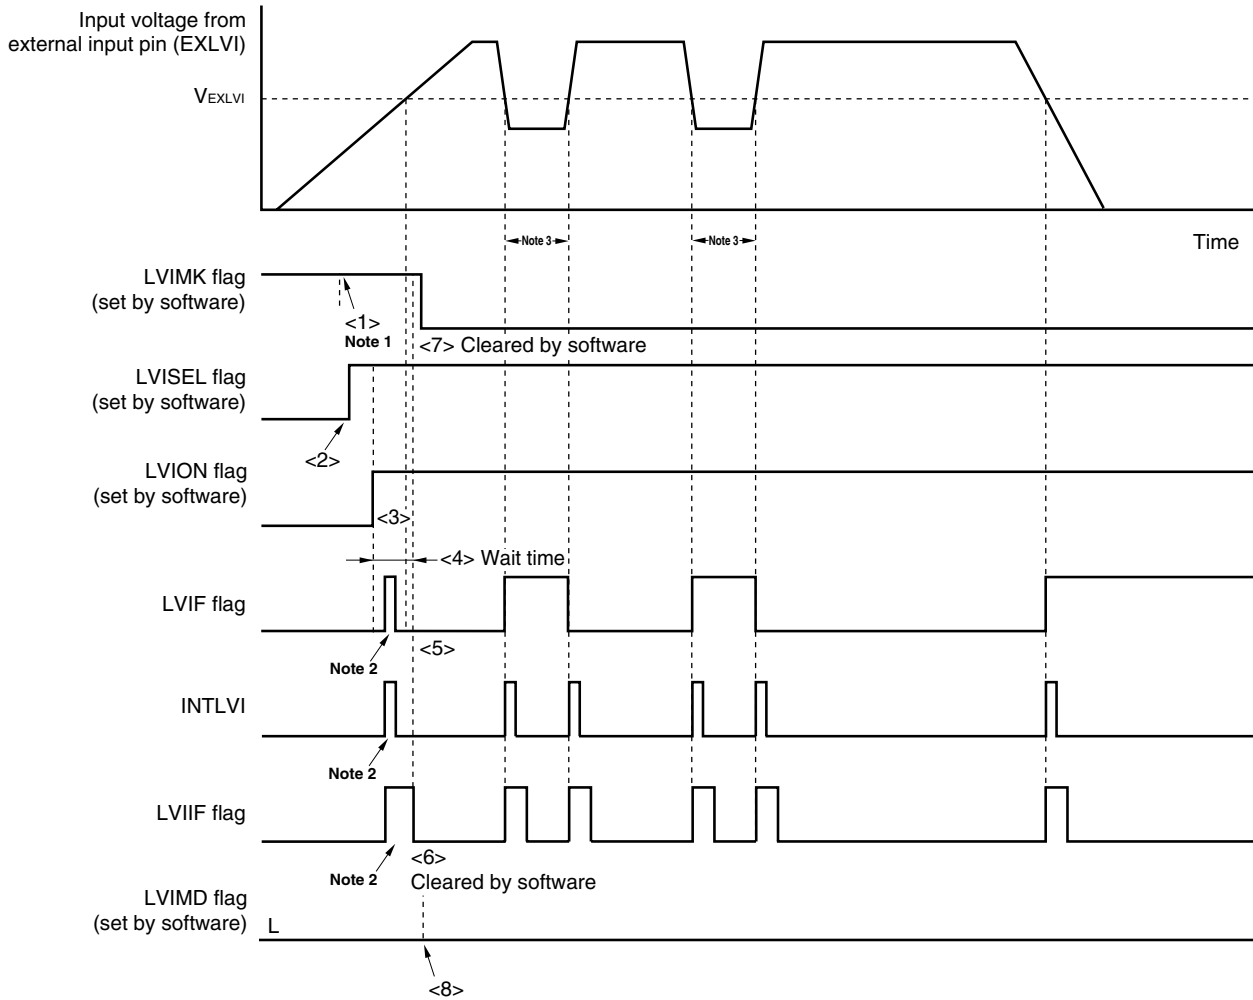 Input voltage from
external input pin (EXLVI)
VEXLVI
Note 3
Note 3
Time
LVIMK flag
(set by software)
<1>
Note 1
<7> Cleared by software
LVISEL flag
(set by software)
<2>
LVION flag
(set by software)
<3>
<4> Wait time
LVIF flag
Note 2
<5>
INTLVI
Note 2
LVIIF flag
Note 2
<6>
Cleared by software
LVIMD flag
(set by software)
L
<8>